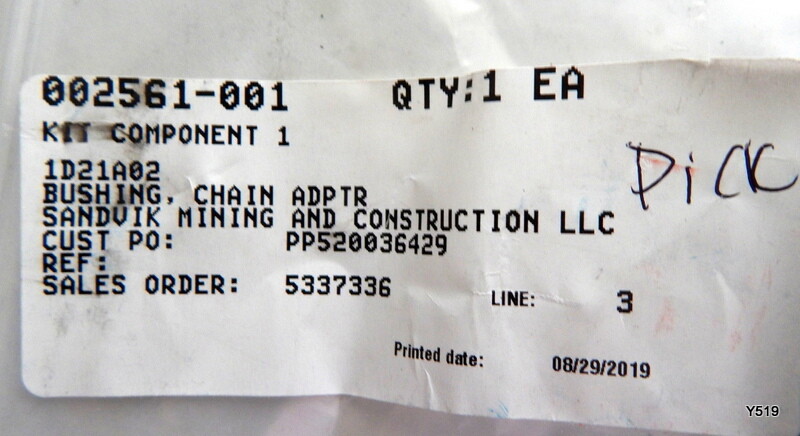 002561-001 QTY:1 EA
KIT COMPONENT 1
1D21A02
BUSHING, CHAIN ADPTR
SANDVIK MINING AND CONSTRUCTION LLC
CUST PO: PP520036429
REF:
SALES ORDER: 5337336 LINE: 3
Printed date: 08/29/2019
PiCK
Y519